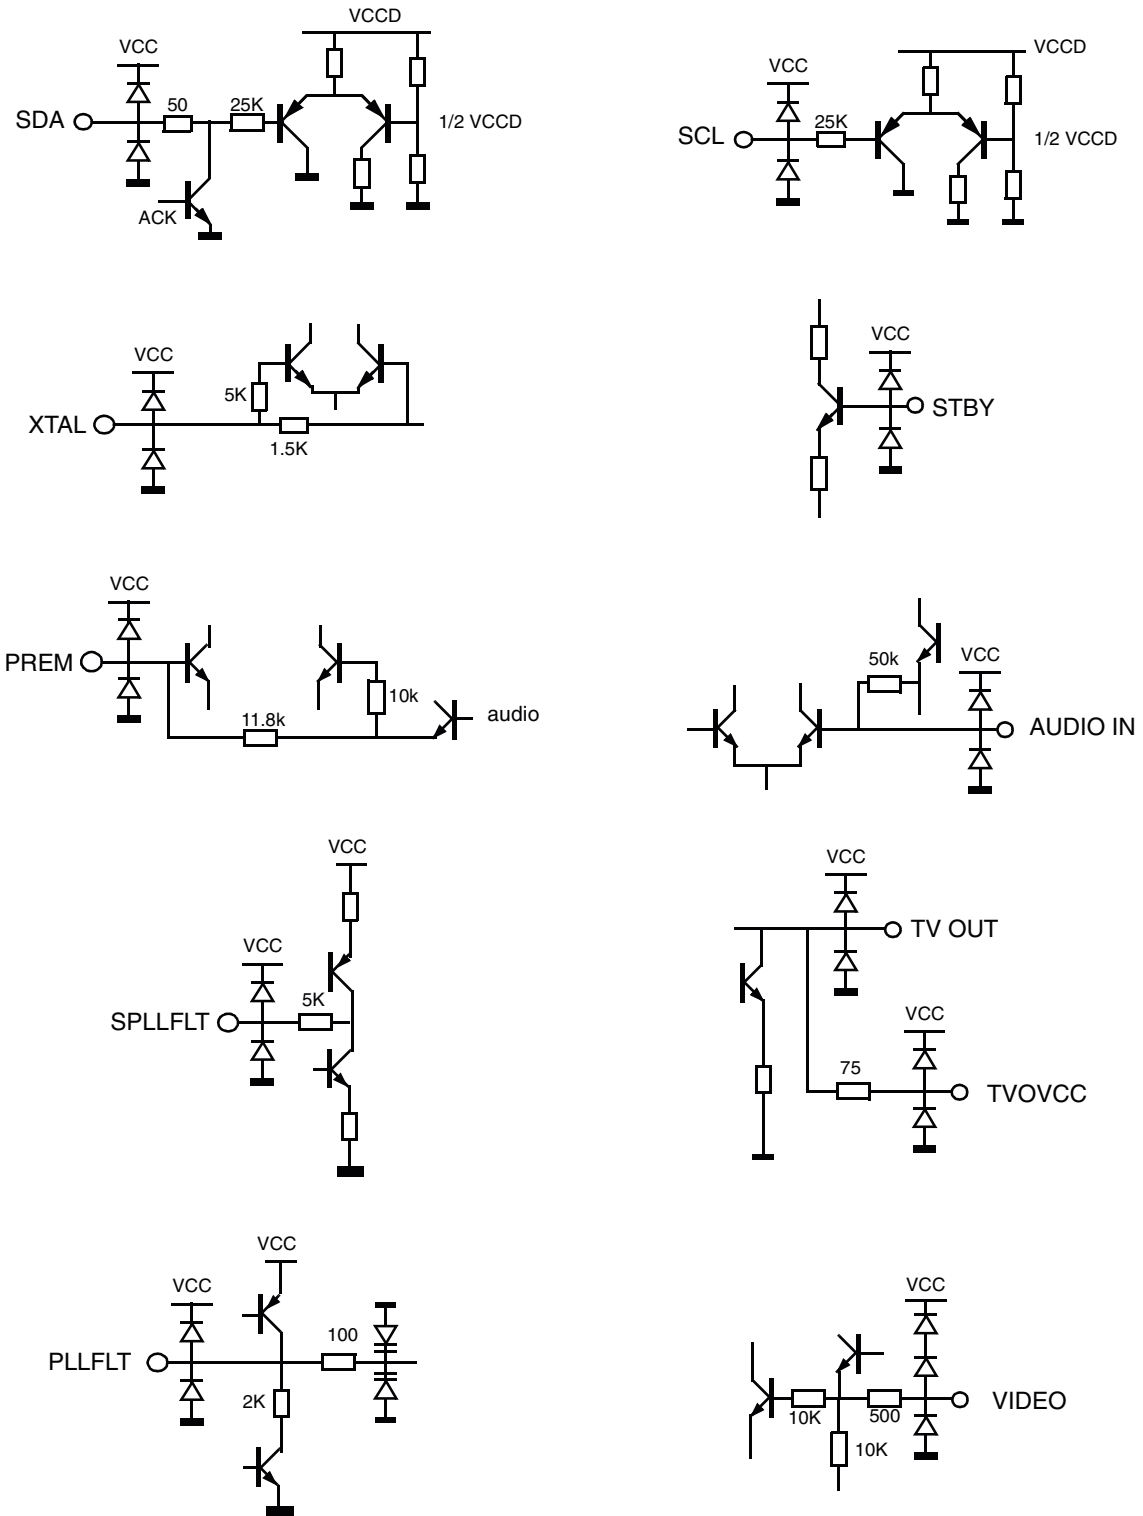 VCCD
VCC
50
25K
SDA
1/2 VCCD
ACK
VCCD
VCC
25K
SCL
1/2 VCCD
VCC
5K
XTAL
1.5K
VCC
STBY
VCC
PREM
10k
11.8k
audio
50k
VCC
AUDIO IN
VCC
VCC
5K
SPLLFLT
VCC
TV OUT
VCC
75
TVOVCC
VCC
VCC
100
PLLFLT
2K
VCC
10K
500
VIDEO
10K